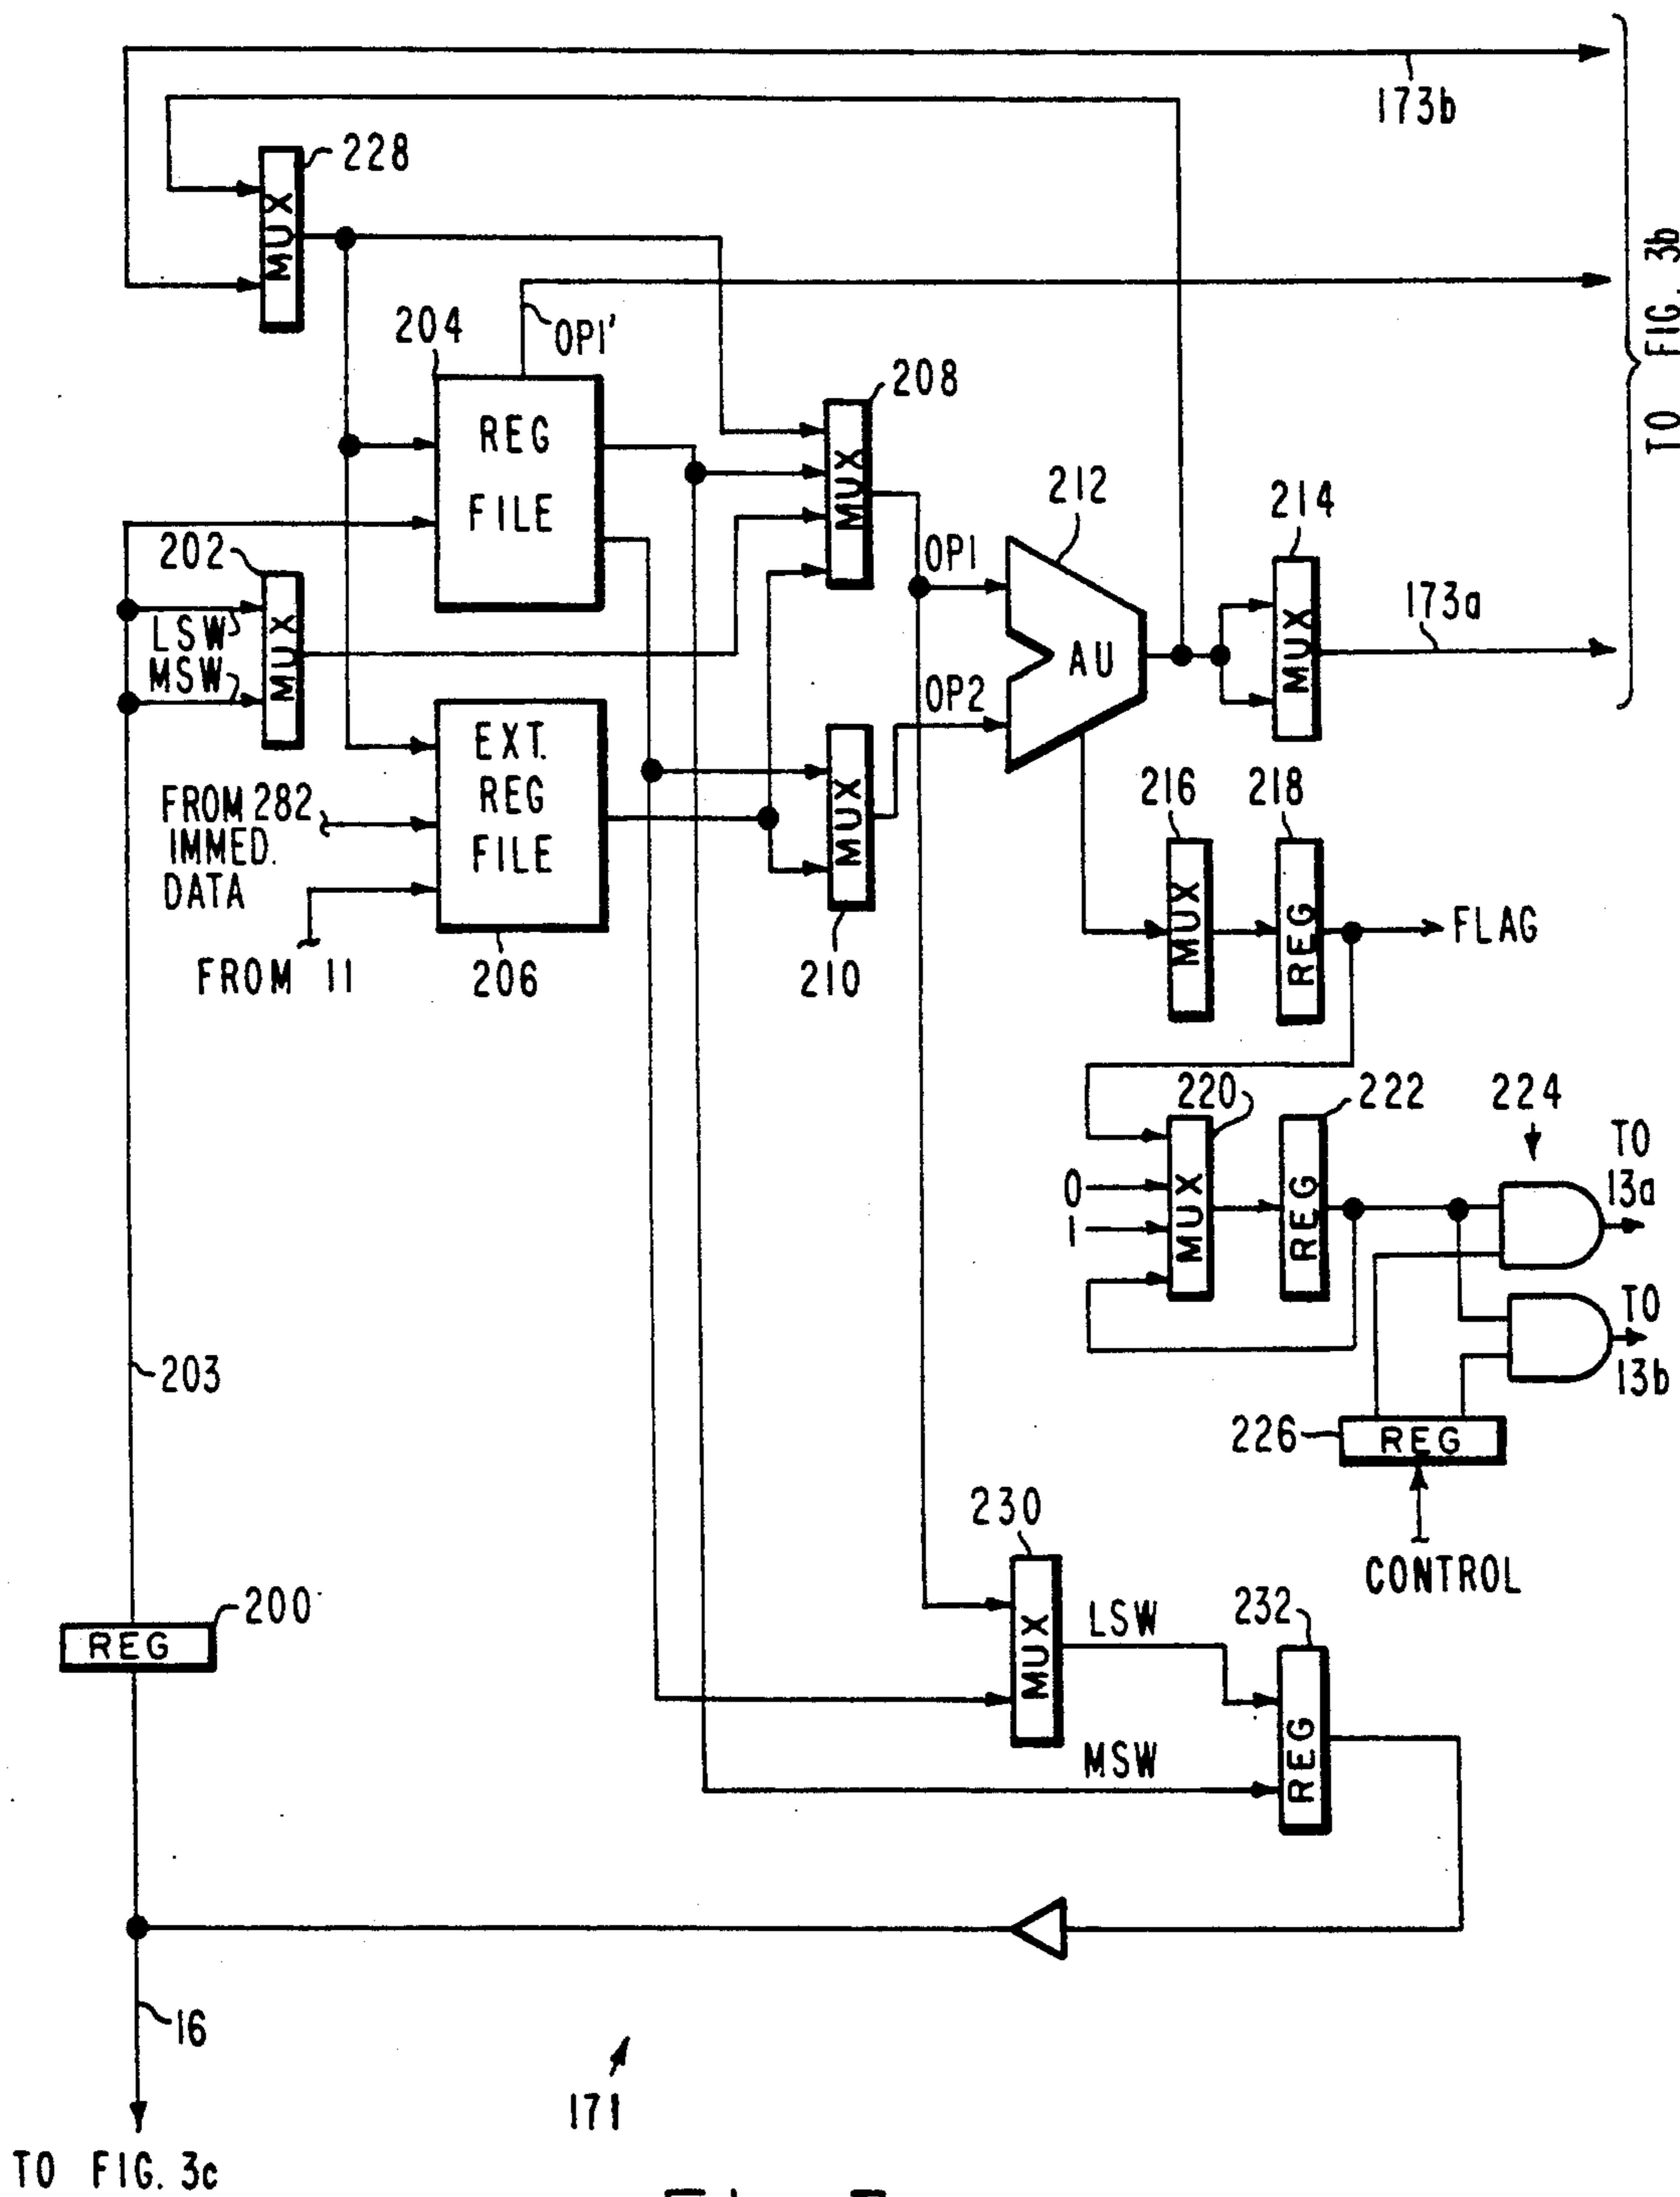 173b
228
MUX
TO FIG. 3b
204
OP1'
REG
FILE
208
MUX
202
LSW
MSW
MUX
212
OP1
AU
OP2
214
MUX
173a
EXT.
REG
FILE
206
FROM 282
IMMED.
DATA
FROM 11
MUX
210
216
MUX
218
REG
FLAG
220
MUX
0
1
222
REG
224
TO
13a
TO
13b
226
REG
CONTROL
203
230
MUX
LSW
MSW
232
REG
200
REG
16
171
TO FIG. 3c